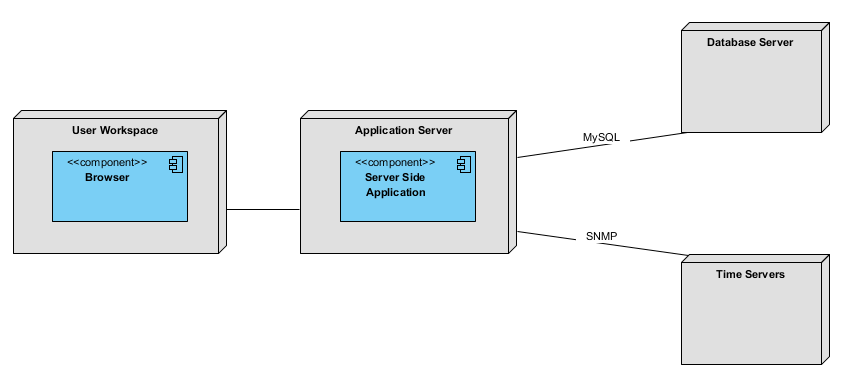 Database Server
User Workspace
<<component>>
Browser
Application Server
<<component>>
Server Side
Application
MySQL
SNMP
Time Servers